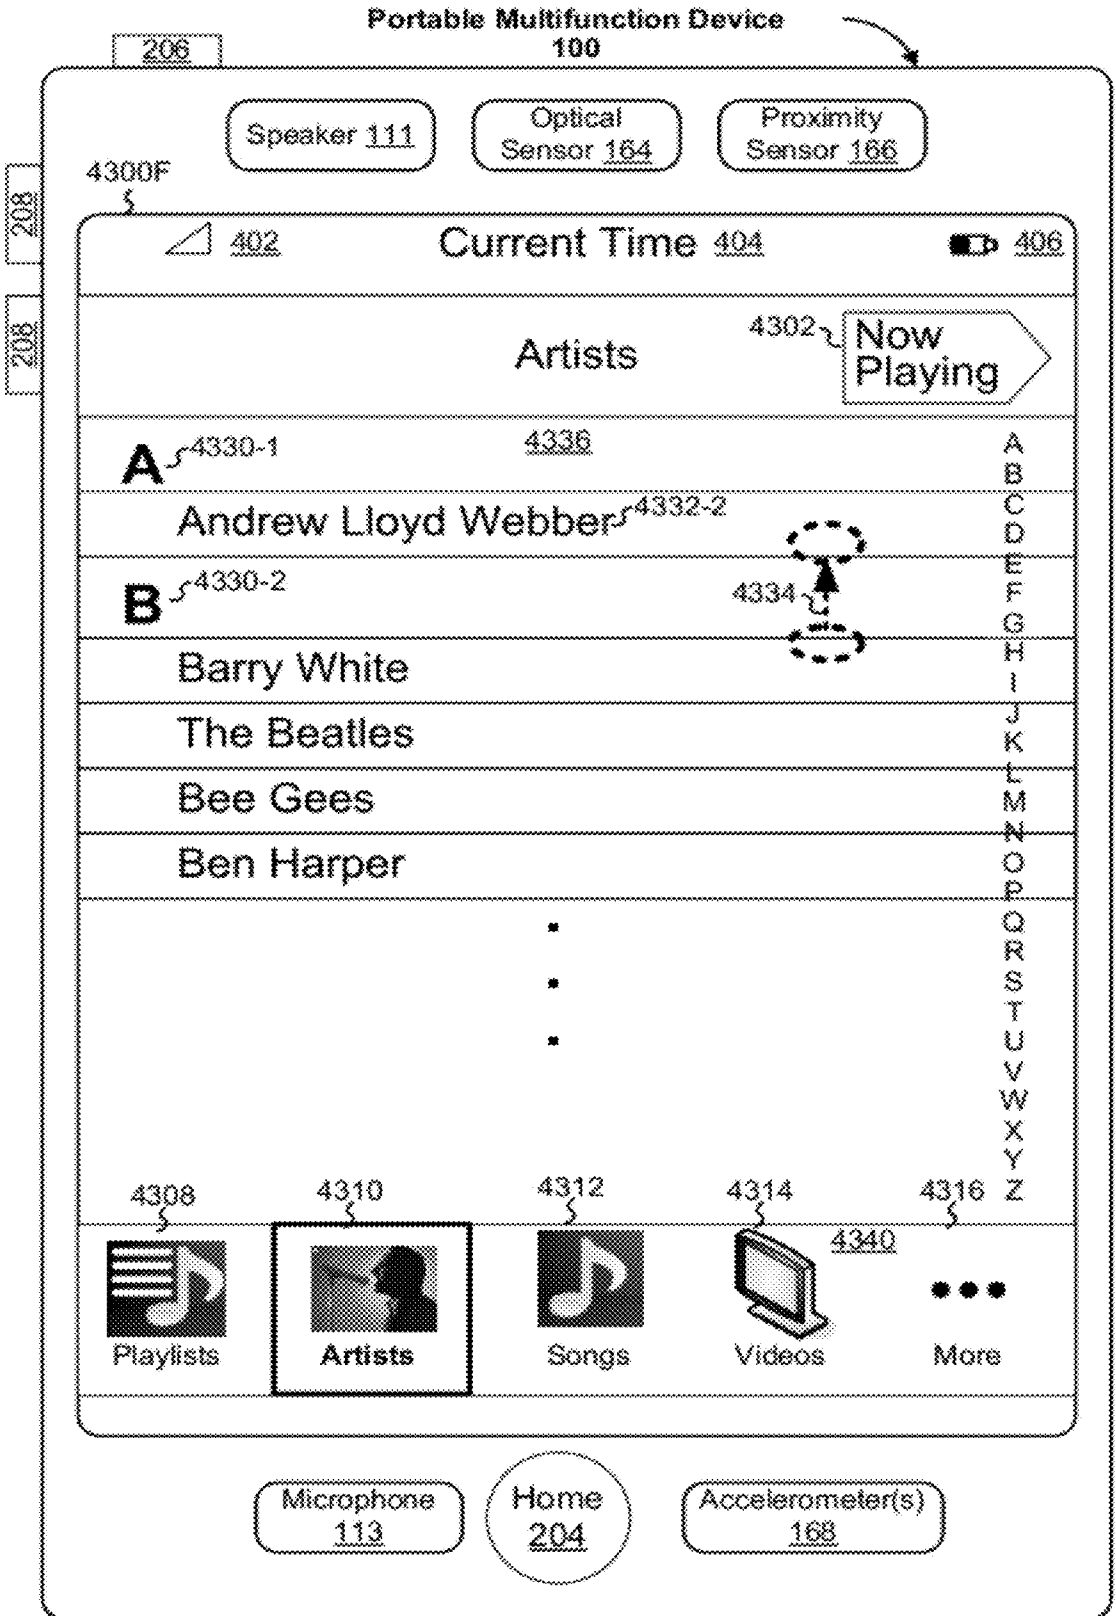 Portable Multifunction Device
100
206
Speaker 111
Optical
Sensor 164
Proximity
Sensor 166
208
208
4300F
402
Current Time 404
406
Artists
4302
Now
Playing
A
4330-1
4336
Andrew Lloyd Webber
4332-2
B
4330-2
4334
Barry White
The Beatles
Bee Gees
Ben Harper
A
B
C
D
E
F
G
H
I
J
K
L
M
N
O
P
Q
R
S
T
U
V
W
X
Y
Z
4308
4310
4312
4314
4316
4340
Playlists
Artists
Songs
Videos
More
Microphone
113
Home
204
Accelerometer(s)
168